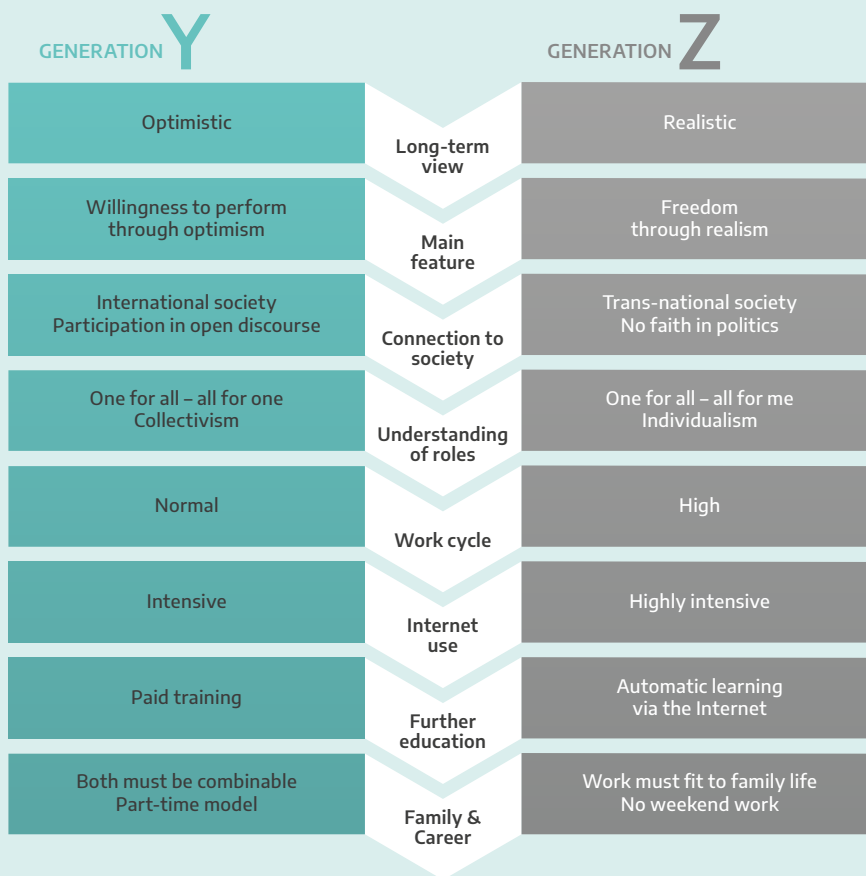 GENERATION Y
GENERATION Z
Optimistic
Long-term
view
Realistic
Willingness to perform
through optimism
Main
feature
Freedom
through realism
International society
Participation in open discourse
Connection to
society
Trans-national society
No faith in politics
One for all – all for one
Collectivism
Understanding
of roles
One for all – all for me
Individualism
Normal
Work cycle
High
Intensive
Internet
use
Highly intensive
Paid training
Further
education
Automatic learning
via the Internet
Both must be combinable
Part-time model
Family &
Career
Work must fit to family life
No weekend work